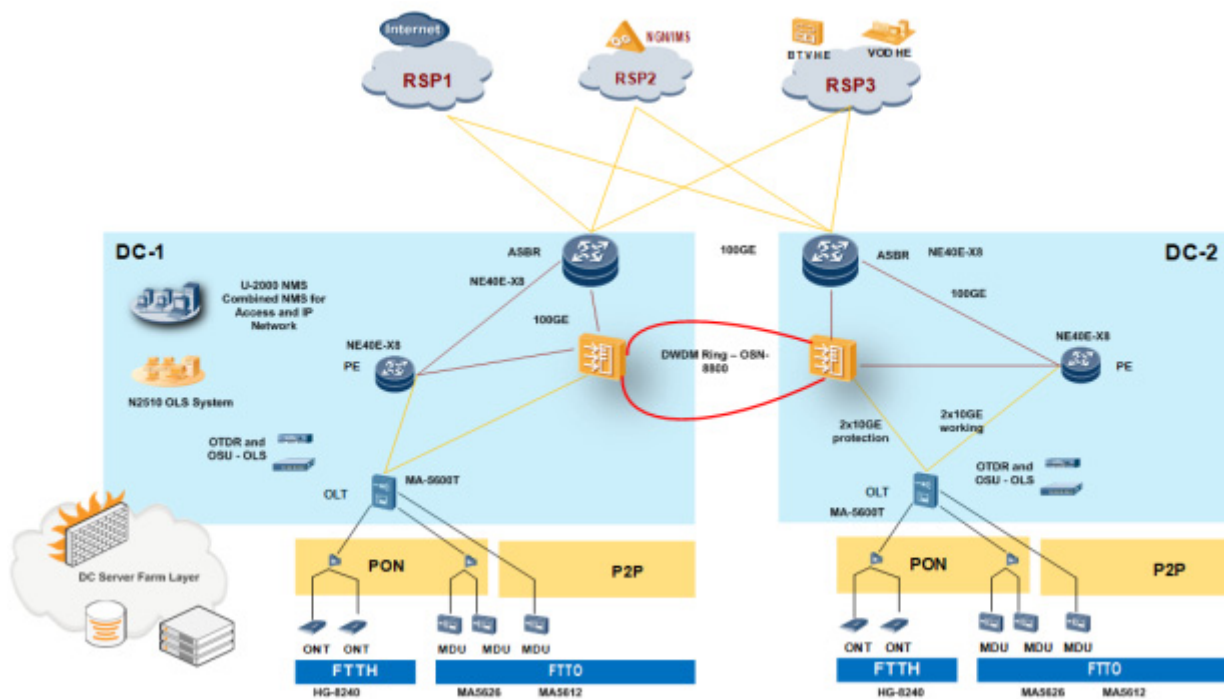 Internet
RSP1
NGN/IMS
RSP2
BTV HE
VOD HE
RSP3
DC-1
U-2000 NMS
Combined NMS for
Access and IP
Network
N2510 OLS System
ASBR
NE40E-X8
100GE
NE40E-X8
PE
OTDR and
OSU - OLS
OLT
MA-5600T
100GE
DWDM Ring – OSN-
8800
DC-2
ASBR
NE40E-X8
100GE
NE40E-X8
PE
2x10GE
protection
2x10GE
working
OTDR and
OSU - OLS
OLT
MA-5600T
DC Server Farm Layer
PON
P2P
ONT
ONT
MDU
MDU
MDU
FTTH
FTTO
HG-8240
MA5626
MA5612
PON
P2P
ONT
ONT
MDU
MDU
MDU
FTTH
FTTO
HG-8240
MA5626
MA5612